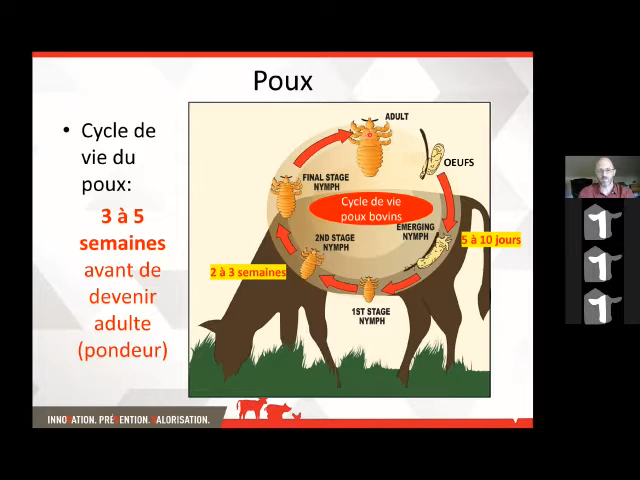 Poux
• Cycle de
vie du
poux:
3 à 5
semaines
avant de
devenir
adulte
(pondeur)
ADULT
OEUFS
FINAL STAGE
NYMPH
Cycle de vie
poux bovins
EMERGING
NYMPH
5 à 10 jours
2ND STAGE
NYMPH
2 à 3 semaines
1ST STAGE
NYMPH
INNOVATION. PRÉVENTION. VALORISATION.